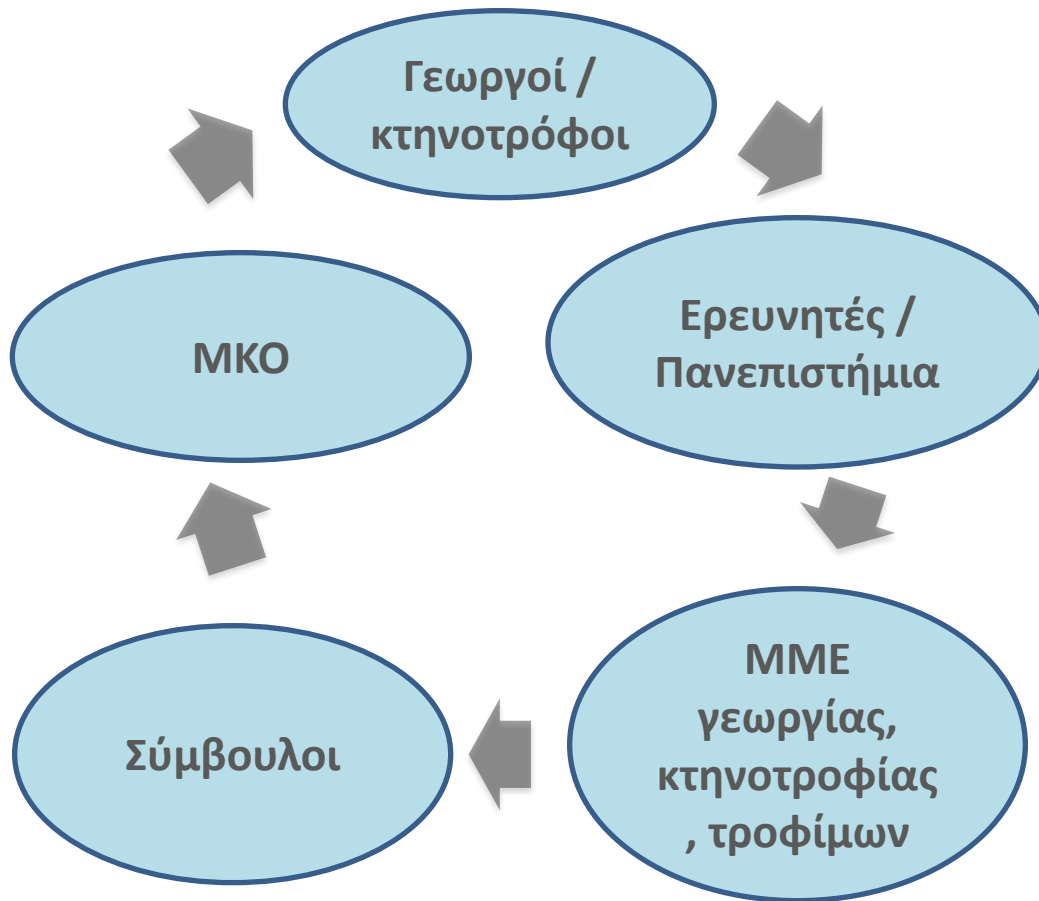 Γεωργοί /
κτηνοτρόφοι
Ερευνητές /
Πανεπιστήμια
ΜΜΕ
γεωργίας,
κτηνοτροφίας
, τροφίμων
Σύμβουλοι
ΜΚΟ